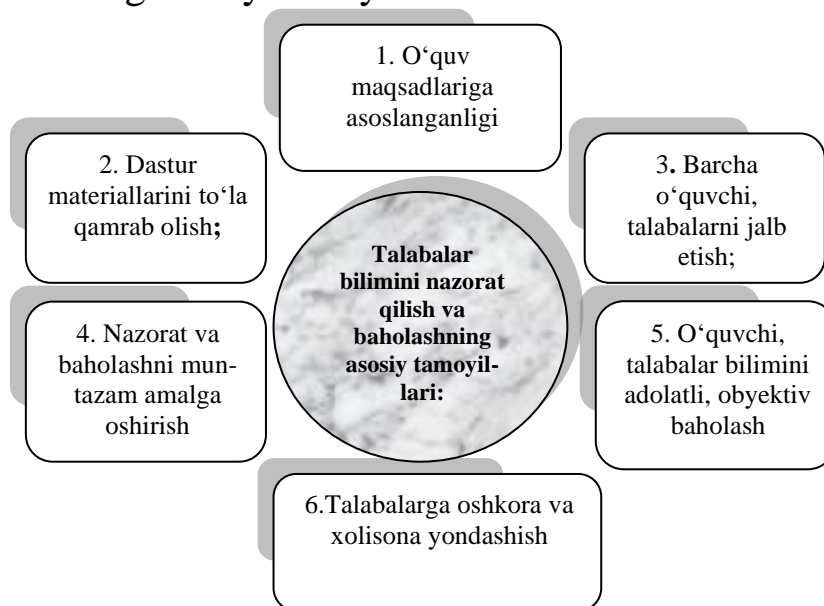 1. O‘quv
maqsadlariga
asoslanganligi
2. Dastur
materiallarini to‘la
qamrab olish;
3. Barcha
o‘quvchi,
talabalarni jalb
etish;
Talabalar
bilimini nazorat
qilish va
baholashning
asosiy tamoyil-
lari:
4. Nazorat va
baholashni mun-
tazam amalga
oshirish
5. O‘quvchi,
talabalar bilimini
adolatli, obyektiv
baholash
6.Talabalarga oshkora va
xolisona yondashish